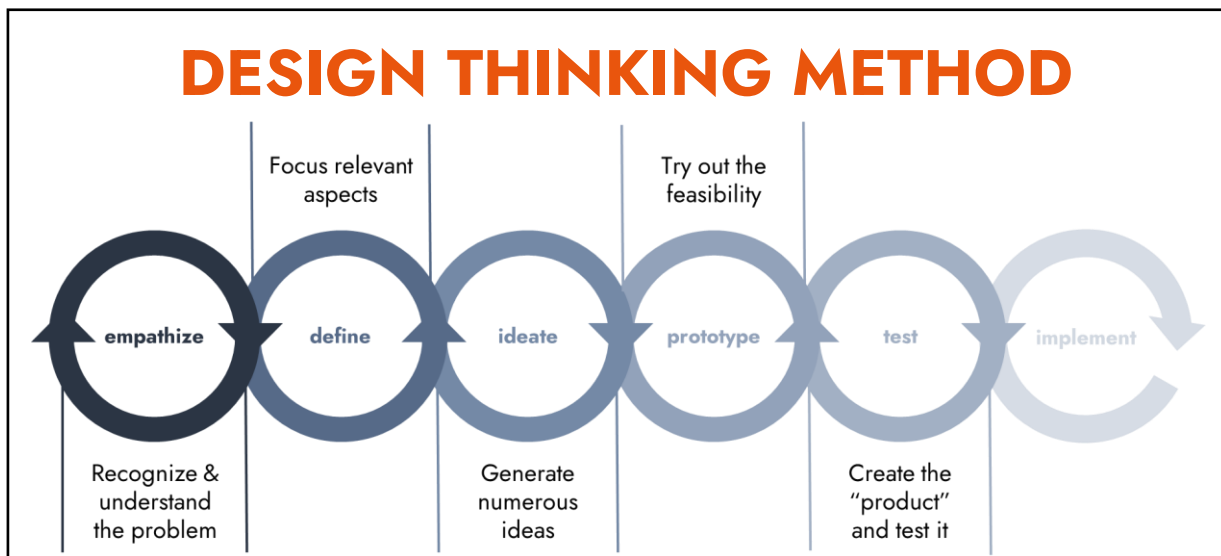 DESIGN THINKING METHOD
Focus relevant
aspects
Try out the
feasibility
empathize
define
ideate
prototype
test
implement
Recognize &
understand
the problem
Generate
numerous
ideas
Create the
“product”
and test it